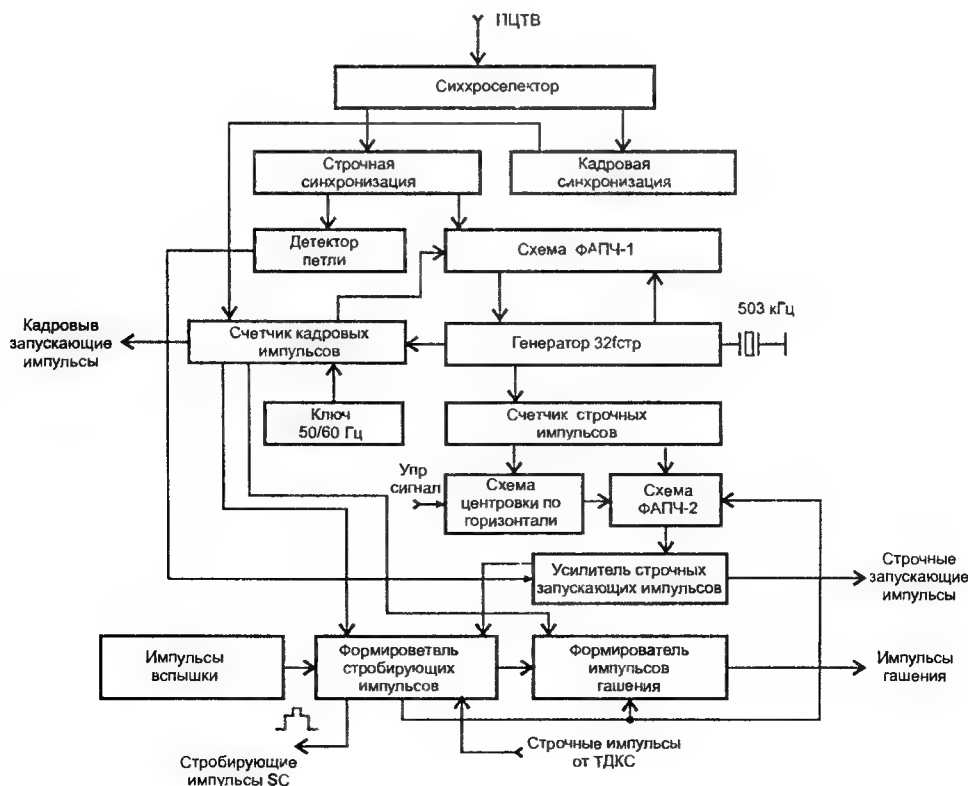 ПЦТВ
Сиххроселектор
Строчная
синхронизация
Кадровая
синхронизация
Детектор
петли
Схема ФАПЧ-1
503 кГц
Кадровыв
запускающие
импульсы
Счетчик кадровых
импульсов
Генератор 32fстр
Ключ
50/60 Гц
Счетчик строчных
импульсов
Упр
сигнал
Схема
центровки по
горизонтали
Схема
ФАПЧ-2
Усилитель строчных
запускающих импульсов
Строчные
запускающие
импульсы
Импульсы
вспышки
Формироветвль
стробирующих
импульсов
Формирователь
импульсов
гашения
Импульсы
гашения
Стробирующие
импульсы SC
Строчные импульсы
от ТДКС